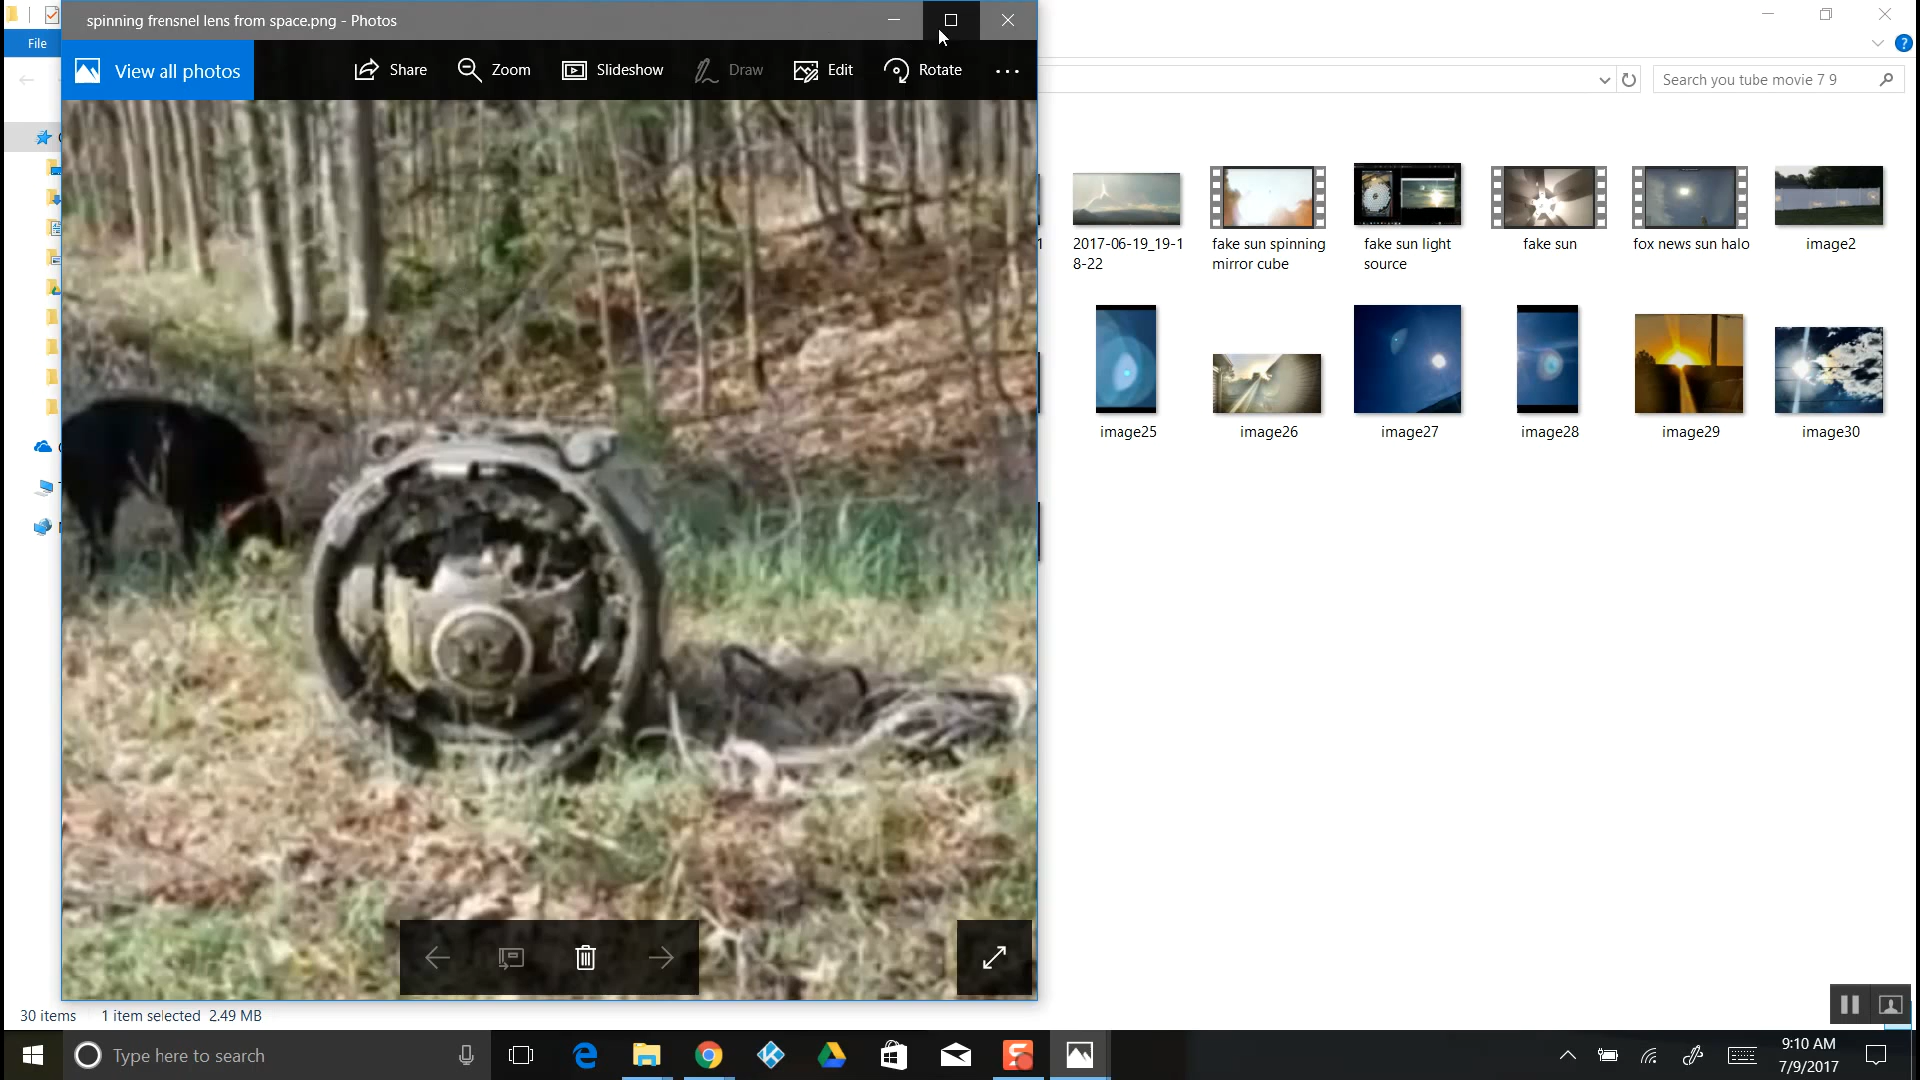 spinning frensnel lens from space.png - Photos
File
View all photos
Share
Zoom
Slideshow
Draw
Edit
Rotate
Search you tube movie 7 9
2017-06-19_19-1
8-22
fake sun spinning
mirror cube
fake sun light
source
fake sun
fox news sun halo
image2
image25
image26
image27
image28
image29
image30
30 items
1 item selected 2.49 MB
Type here to search
9:10 AM
7/9/2017